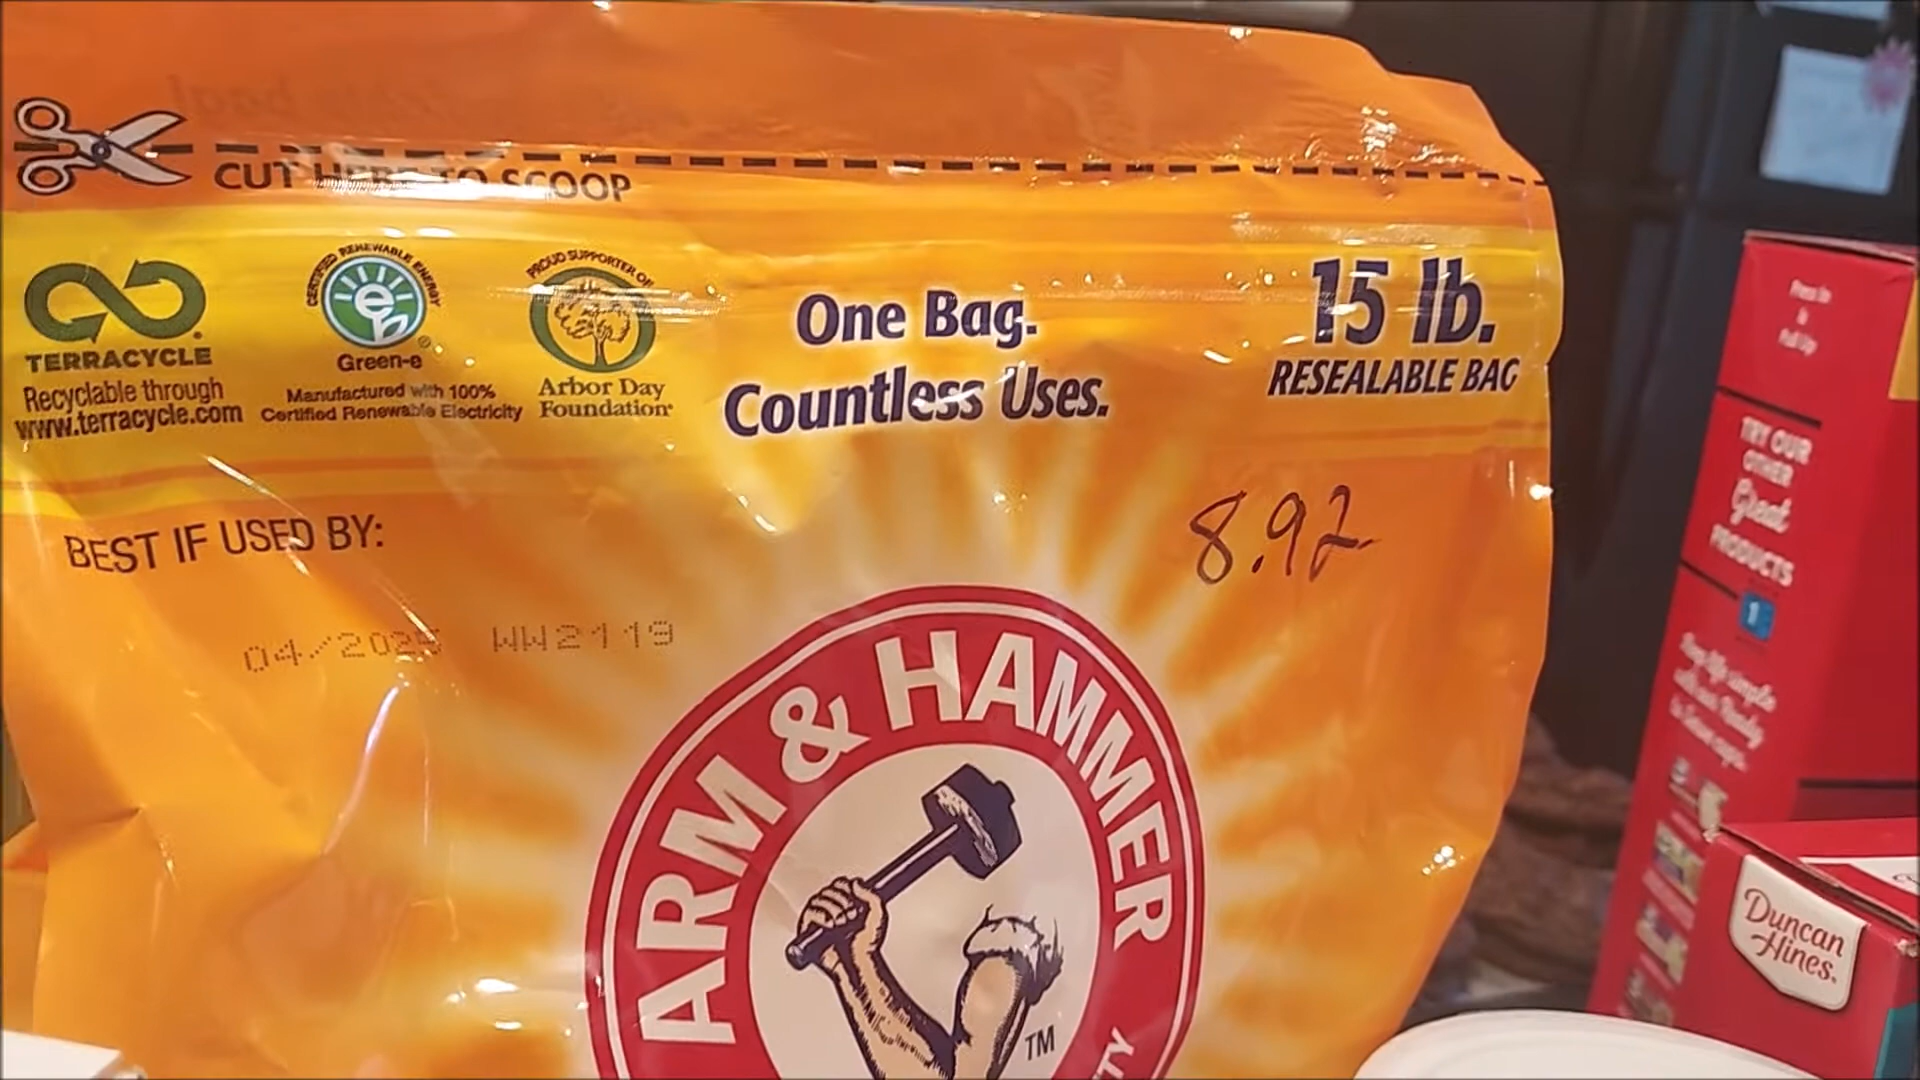 CUT HERE TO SCOOP
TERRACYCLE
Recyclable through
www.terracycle.com
CERTIFIED RENEWABLE ENERGY
Green-e
Manufactured with 100%
Certified Renewable Electricity
PROUD SUPPORTER OF
Arbor Day
Foundation
One Bag.
Countless Uses.
15 lb.
RESEALABLE BAG
8.92
BEST IF USED BY:
04/2025 WW2119
ARM & HAMMER
TM
TRY OUR
OTHER
Great
PRODUCTS
1
Duncan
Hines.